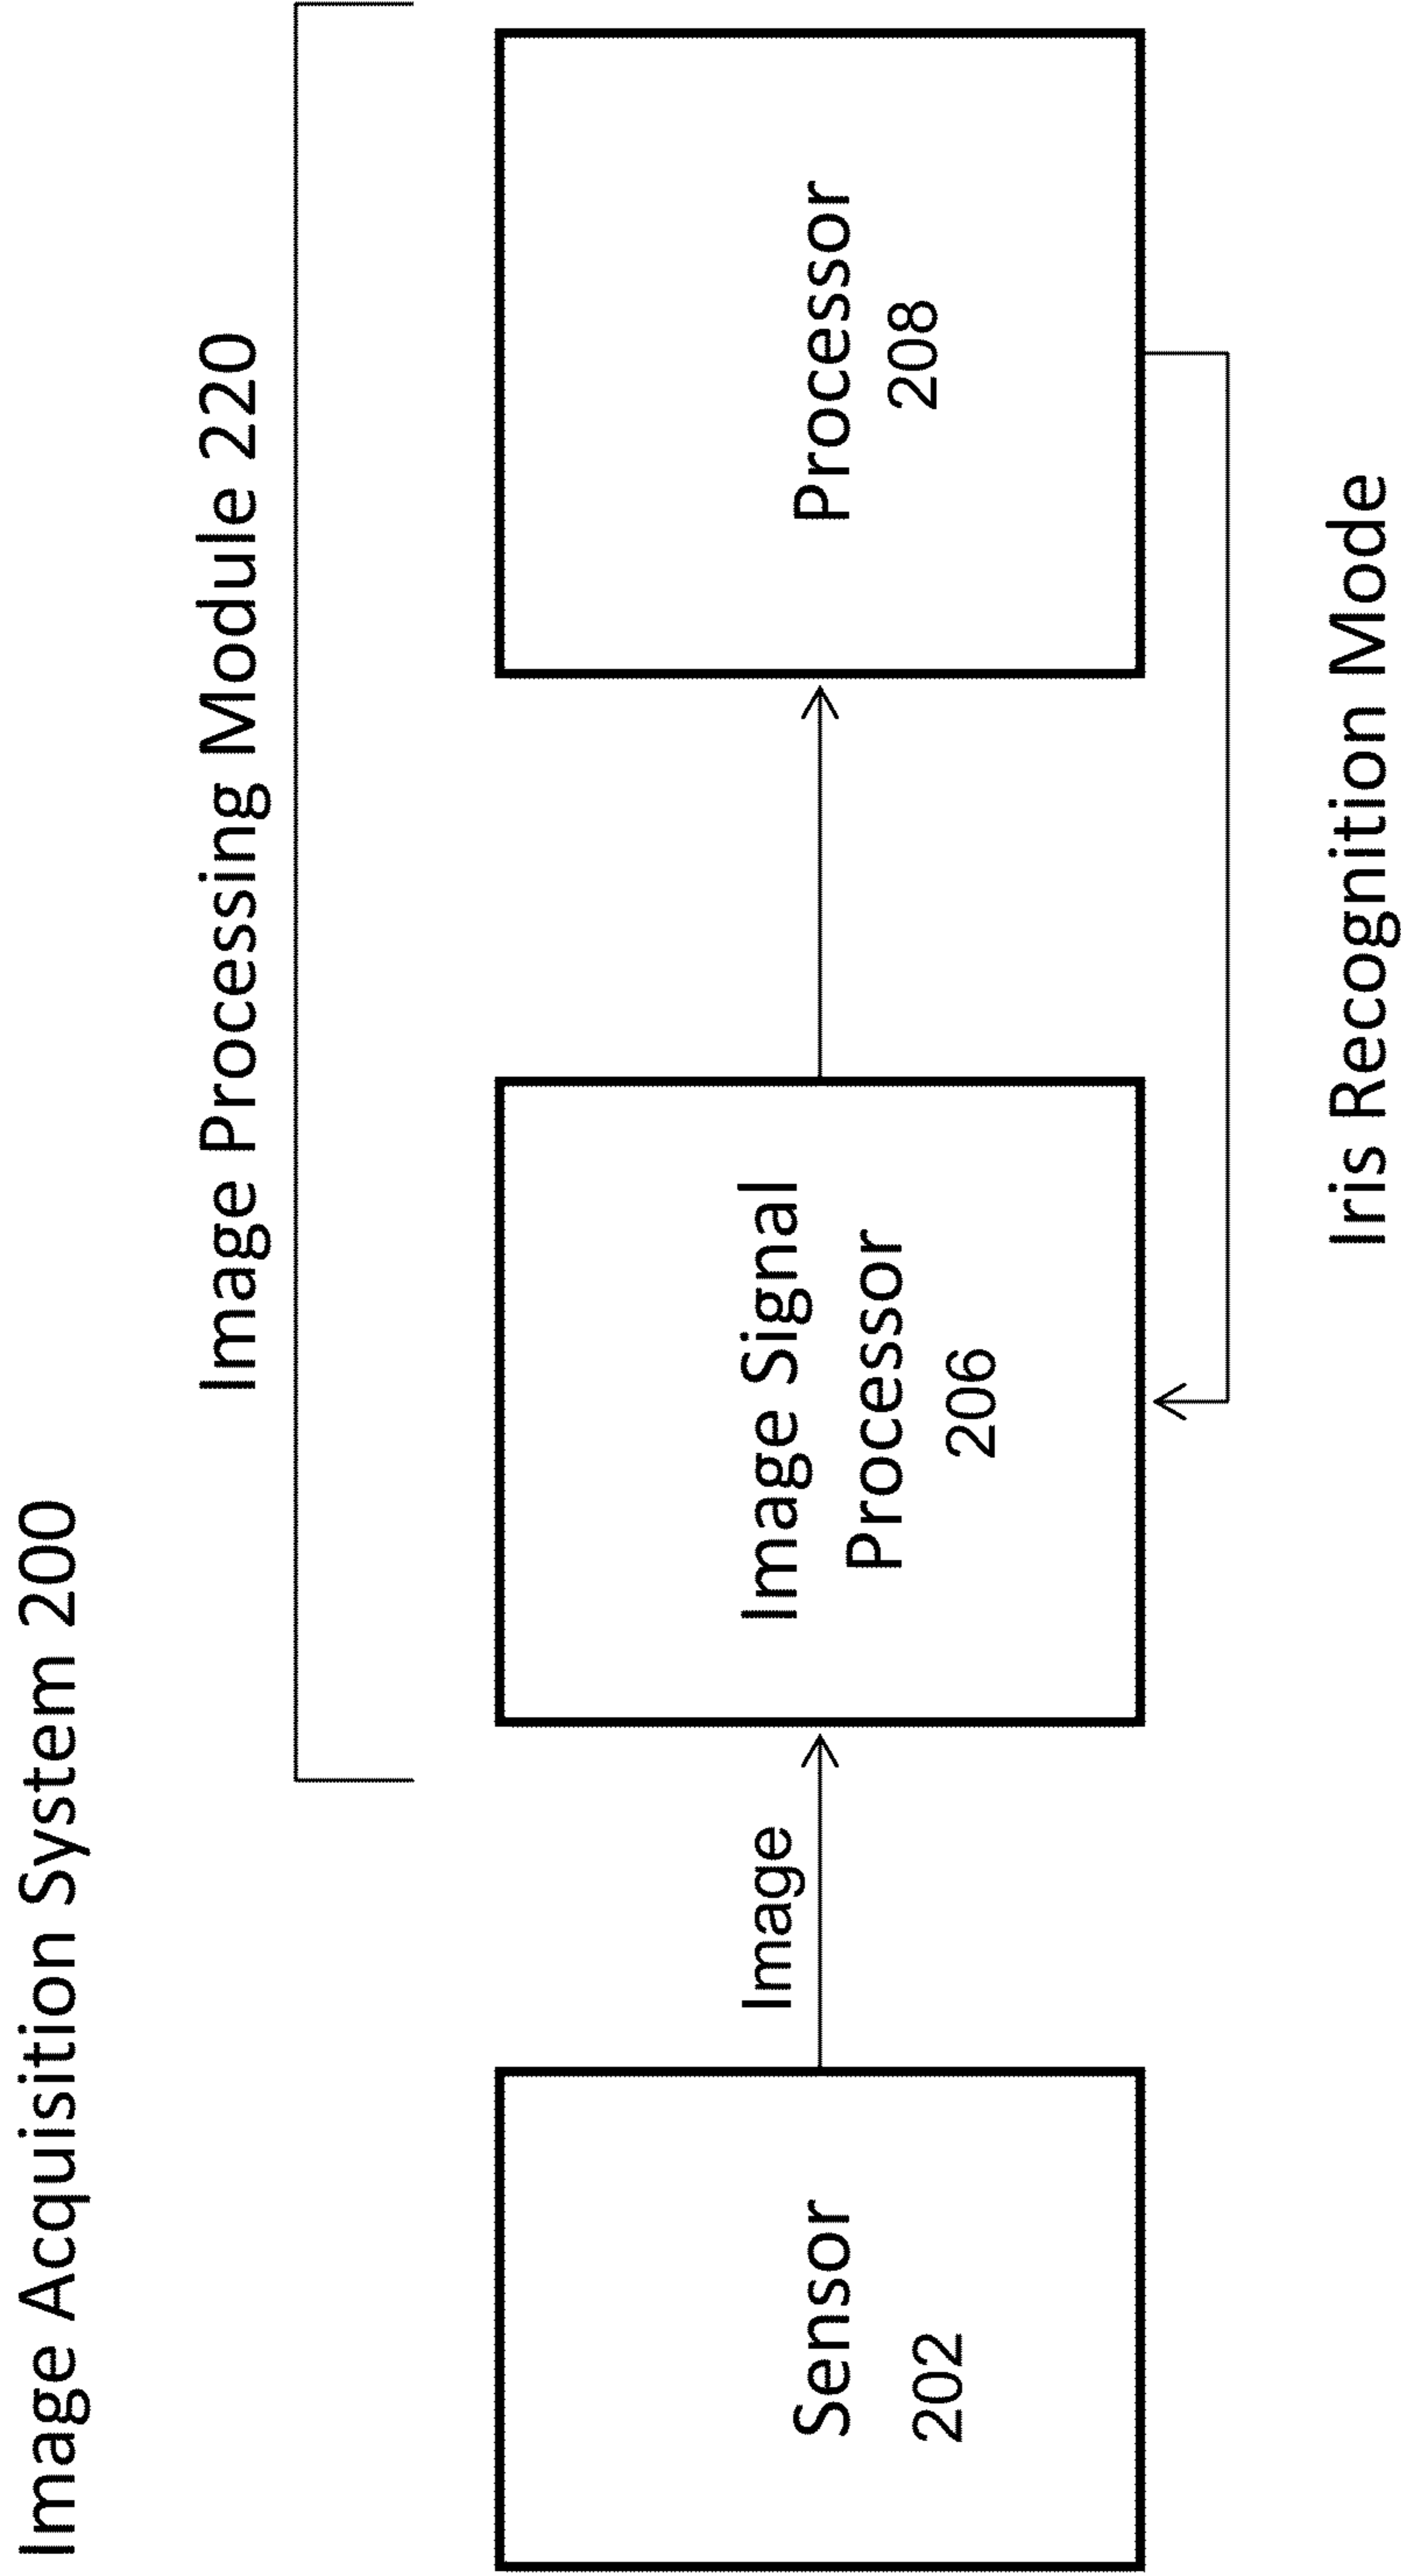 Image Acquisition System 200
Image Processing Module 220
Sensor
202
Image
Image Signal
Processor
206
Processor
208
Iris Recognition Mode